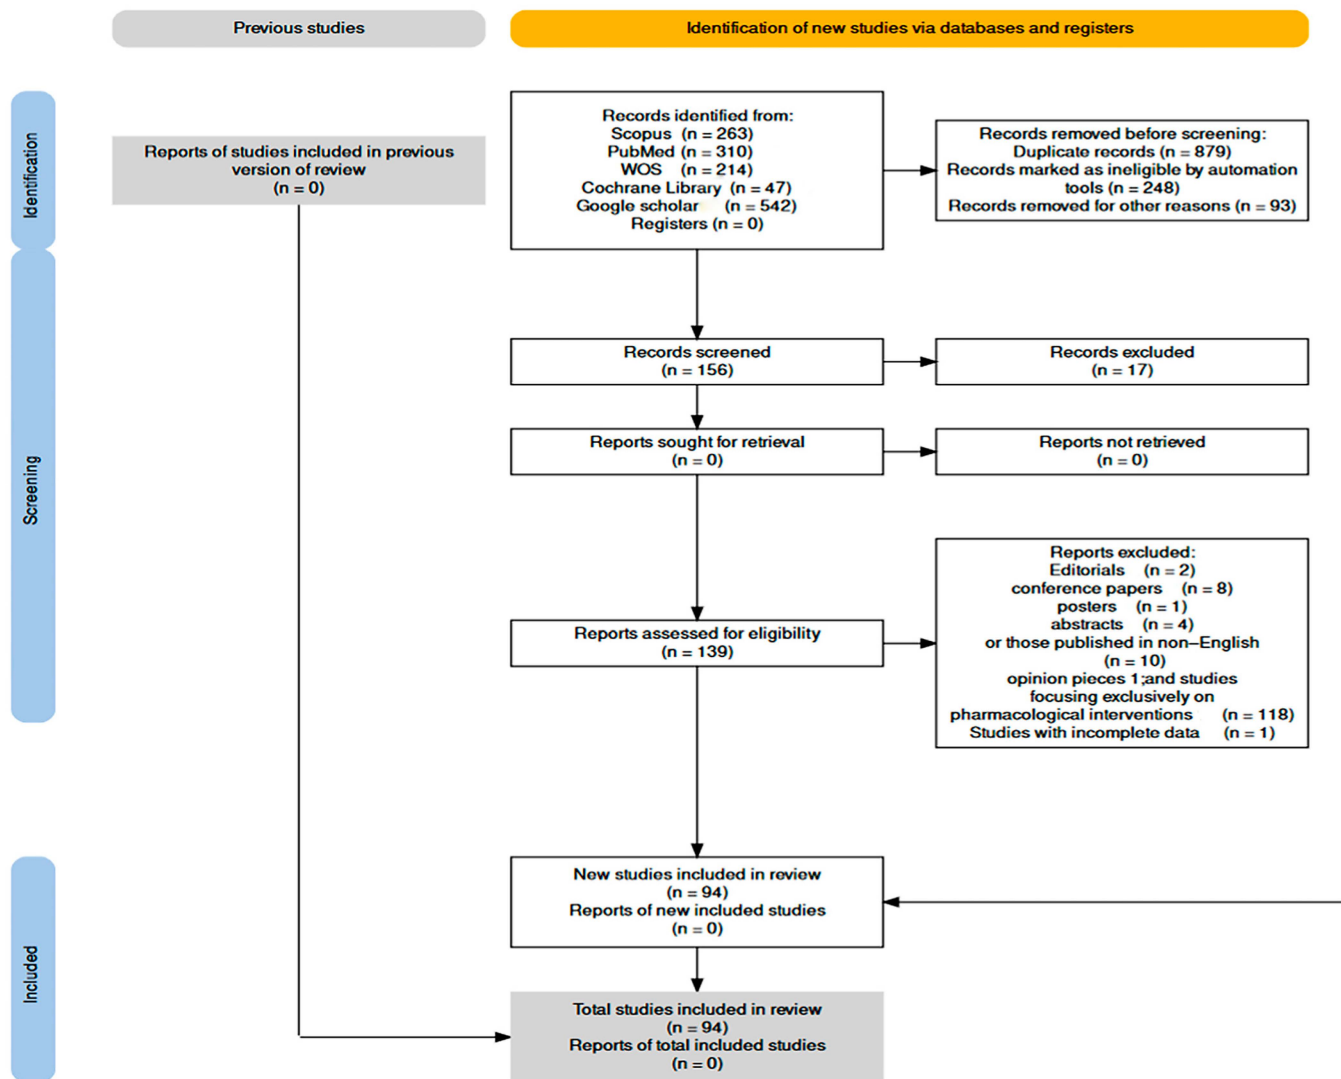 Previous studies
Identification of new studies via databases and registers
Identification
Reports of studies included in previous
version of review
(n = 0)
Records identified from:
Scopus (n = 263)
PubMed (n = 310)
WOS (n = 214)
Cochrane Library (n = 47)
Google scholar (n = 542)
Registers (n = 0)
Records removed before screening:
Duplicate records (n = 879)
Records marked as ineligible by automation
tools (n = 248)
Records removed for other reasons (n = 93)
Screening
Records screened
(n = 156)
Records excluded
(n = 17)
Reports sought for retrieval
(n = 0)
Reports not retrieved
(n = 0)
Reports assessed for eligibility
(n = 139)
Reports excluded:
Editorials (n = 2)
conference papers (n = 8)
posters (n = 1)
abstracts (n = 4)
or those published in non–English
(n = 10)
opinion pieces 1;and studies
focusing exclusively on
pharmacological interventions (n = 118)
Studies with incomplete data (n = 1)
Included
New studies included in review
(n = 94)
Reports of new included studies
(n = 0)
Total studies included in review
(n = 94)
Reports of total included studies
(n = 0)